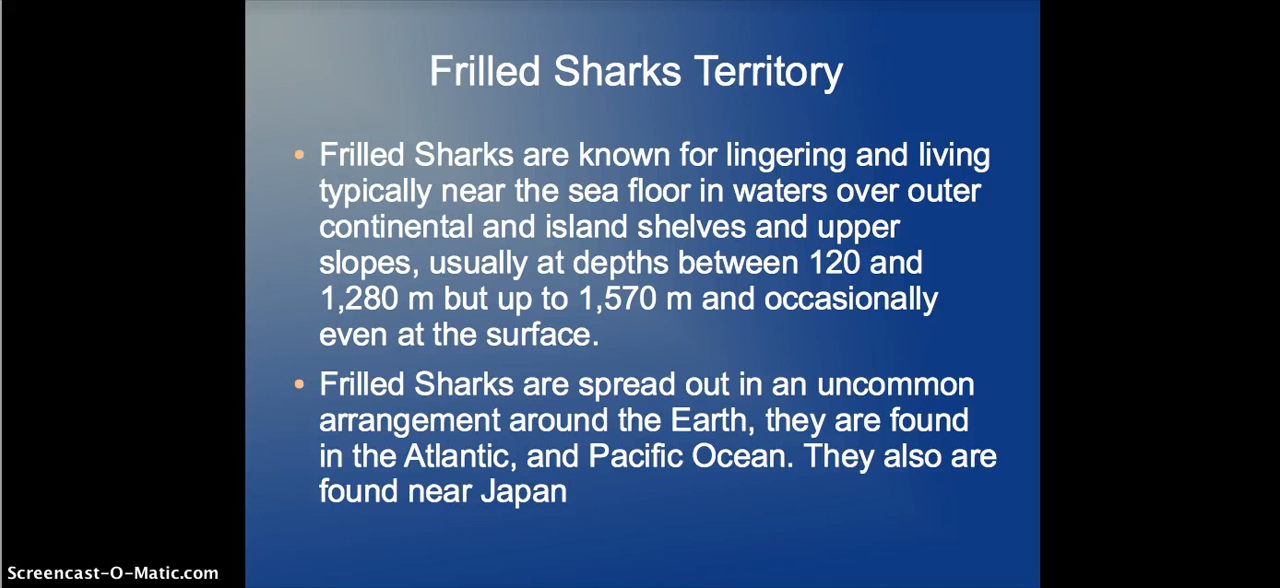 Frilled Sharks Territory
• Frilled Sharks are known for lingering and living
typically near the sea floor in waters over outer
continental and island shelves and upper
slopes, usually at depths between 120 and
1,280 m but up to 1,570 m and occasionally
even at the surface.
• Frilled Sharks are spread out in an uncommon
arrangement around the Earth, they are found
in the Atlantic, and Pacific Ocean. They also are
found near Japan
Screencast-O-Matic.com